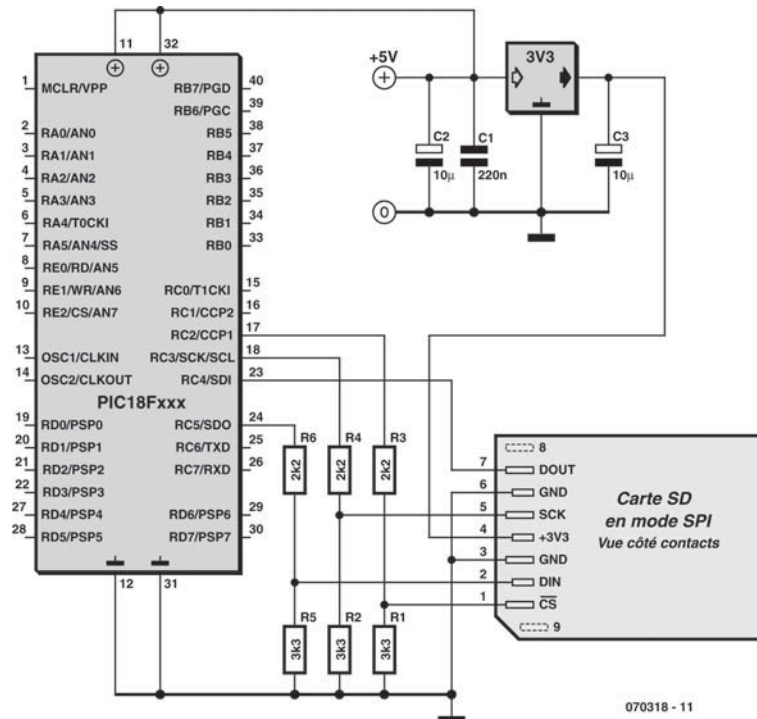 11 32
1 MCLR/VPP RB7/PGD 40
RB6/PGC 39
2 RA0/AN0 RB5 38
3 RA1/AN1 RB4 37
4 RA2/AN2 RB3 36
5 RA3/AN3 RB2 35
6 RA4/T0CKI RB1 34
7 RA5/AN4/SS RB0 33
8 RE0/RD/AN5
9 RE1/WR/AN6 RC0/T1CKI 15
10 RE2/CS/AN7 RC1/CCP2 16
RC2/CCP1 17
13 OSC1/CLKIN RC3/SCK/SCL 18
14 OSC2/CLKOUT RC4/SDI 23
PIC18Fxxx
19 RD0/PSP0 RC5/SDO 24
20 RD1/PSP1 RC6/TXD 25
21 RD2/PSP2 RC7/RXD 26
22 RD3/PSP3
27 RD4/PSP4 RD6/PSP6 29
28 RD5/PSP5 RD7/PSP7 30
12 31
+5V
3V3
C2
10µ
C1
220n
C3
10µ
0
R6
2k2
R4
2k2
R3
2k2
R5
3k3
R2
3k3
R1
3k3
8
7 DOUT
6 GND
5 SCK
4 +3V3
3 GND
2 DIN
1 CS
9
Carte SD
en mode SPI
Vue côté contacts
070318 - 11